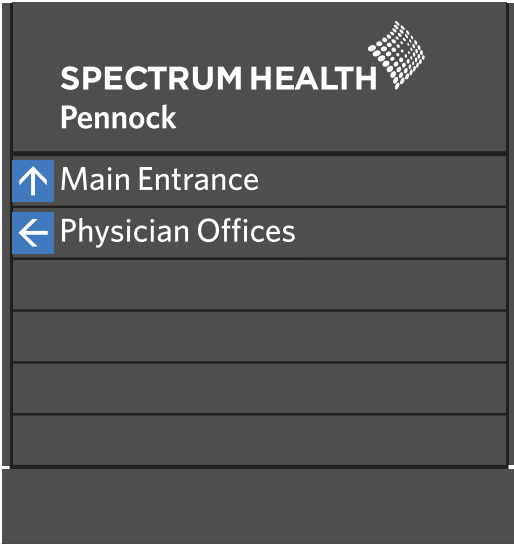 SPECTRUM HEALTH
Pennock
Main Entrance
Physician Offices